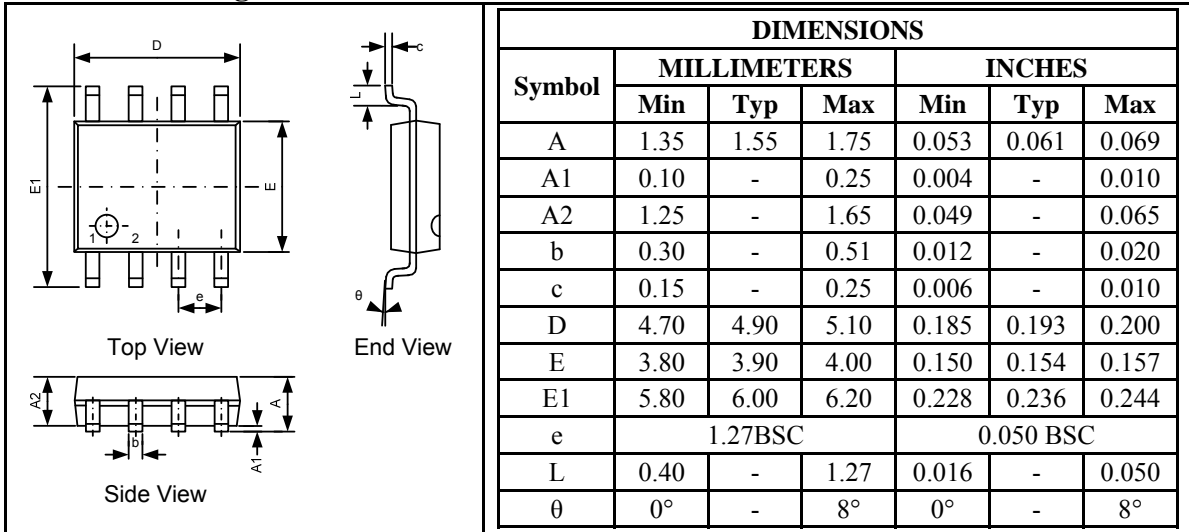 D
c
L
E1
E
1
2
e
θ
Top View
End View
A2
A
b
A1
Side View
DIMENSIONS
Symbol MILLIMETERS INCHES
Min Typ Max Min Typ Max
A 1.35 1.55 1.75 0.053 0.061 0.069
A1 0.10 - 0.25 0.004 - 0.010
A2 1.25 - 1.65 0.049 - 0.065
b 0.30 - 0.51 0.012 - 0.020
c 0.15 - 0.25 0.006 - 0.010
D 4.70 4.90 5.10 0.185 0.193 0.200
E 3.80 3.90 4.00 0.150 0.154 0.157
E1 5.80 6.00 6.20 0.228 0.236 0.244
e 1.27BSC 0.050 BSC
L 0.40 - 1.27 0.016 - 0.050
θ 0° - 8° 0° - 8°